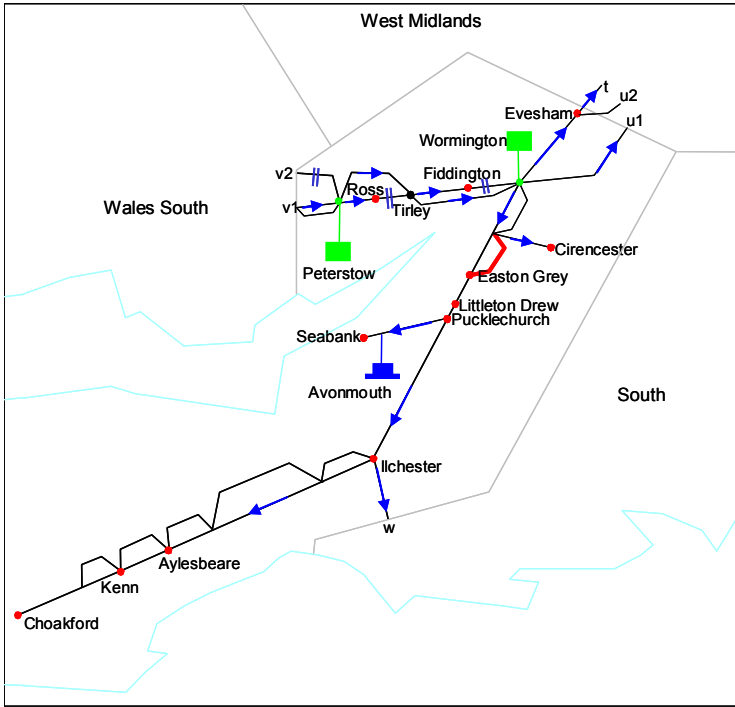 West Midlands
t
u2
Evesham
u1
Wormington
v2
Fiddington
Ross
Wales South
v1
Tirley
Cirencester
Peterstow
Easton Grey
Littleton Drew
Pucklechurch
Seabank
Avonmouth
South
Ilchester
w
Aylesbeare
Kenn
Choakford